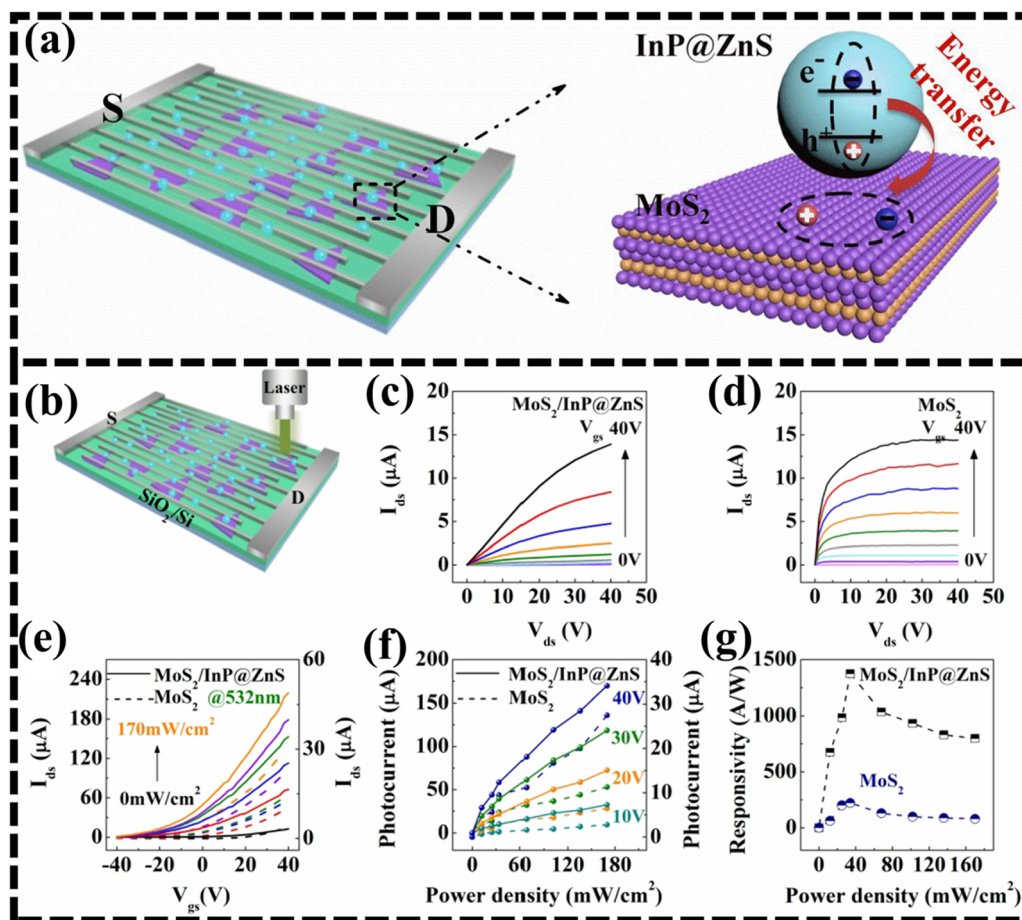 (a)
InP@ZnS
Energy
transfer
e-
h+
S
D
MoS2
(b)
Laser
S
D
SiO2/Si
(c)
20
15
10
5
0
Ids (μA)
MoS2/InP@ZnS
Vgs 40V
0V
0 10 20 30 40 50
Vds (V)
(d)
20
15
10
5
0
Ids (μA)
MoS2
Vgs 40V
0V
0 10 20 30 40 50
Vds (V)
(e)
240
180
120
60
0
Ids (μA)
MoS2/InP@ZnS
MoS2 @532nm
170mW/cm2
0mW/cm2
60
30
0
Ids (μA)
-40 -20 0 20 40
Vgs(V)
(f)
200
150
100
50
0
Photocurrent (μA)
MoS2/InP@ZnS
MoS2
40V
30V
20V
10V
40
30
20
10
0
Photocurrent (μA)
0 60 120 180
Power density (mW/cm2)
(g)
1500
1000
500
0
Responsivity (A/W)
MoS2/InP@ZnS
MoS2
0 40 80 120 160
Power density (mW/cm2)